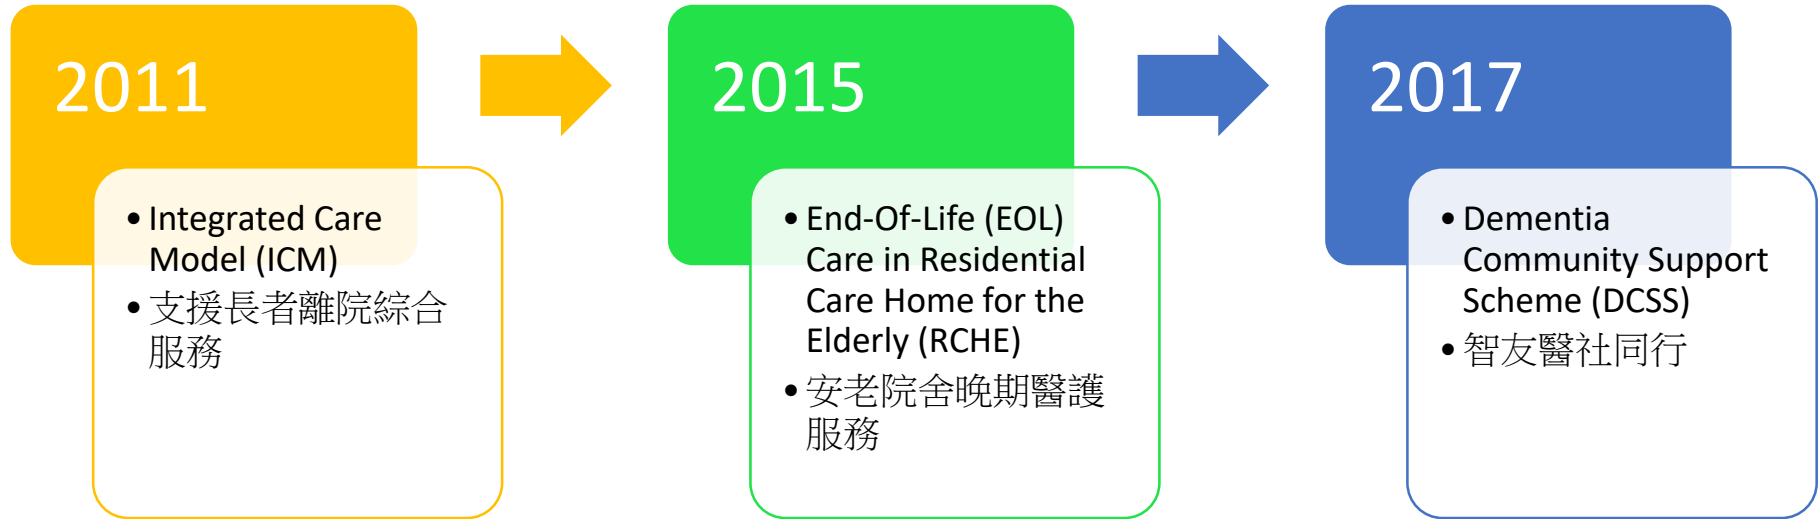 2011
• Integrated Care
Model (ICM)
• 支援長者離院綜合
服務
2015
• End-Of-Life (EOL)
Care in Residential
Care Home for the
Elderly (RCHE)
• 安老院舍晚期醫護
服務
2017
• Dementia
Community Support
Scheme (DCSS)
• 智友醫社同行